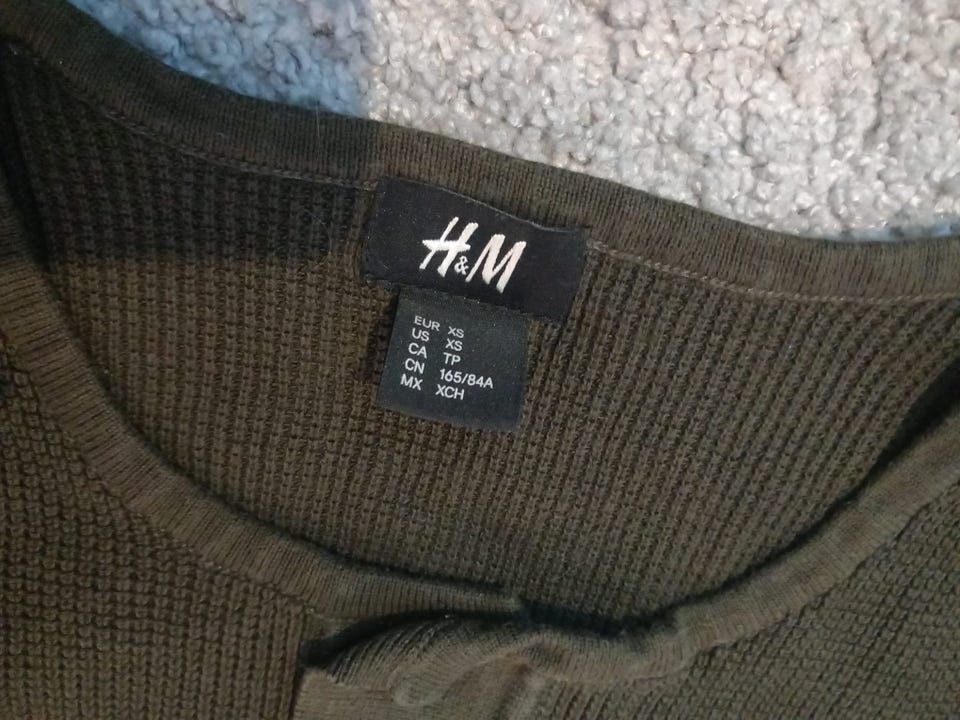 H&M
EUR XS
US XS
CA TP
CN 165/84A
MX XCH